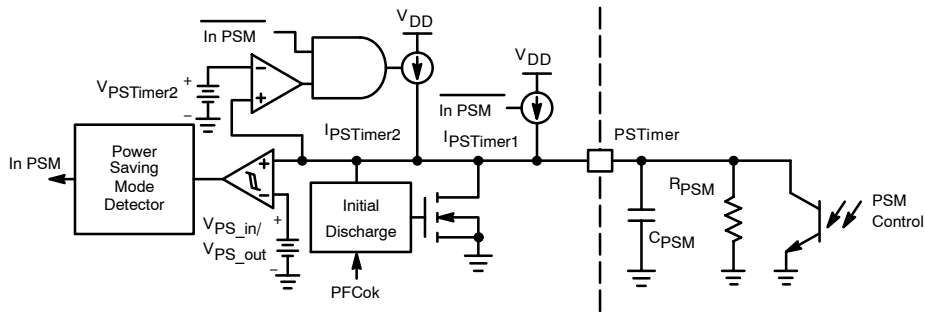 V_DD
In PSM
V_DD
V_PSTimer2
+
−
−
+
In PSM
I_PSTimer2
I_PSTimer1
PSTimer
In PSM
Power
Saving
Mode
Detector
+
−
V_PS_in/
V_PS_out
+
−
Initial
Discharge
PFCok
C_PSM
R_PSM
PSM
Control